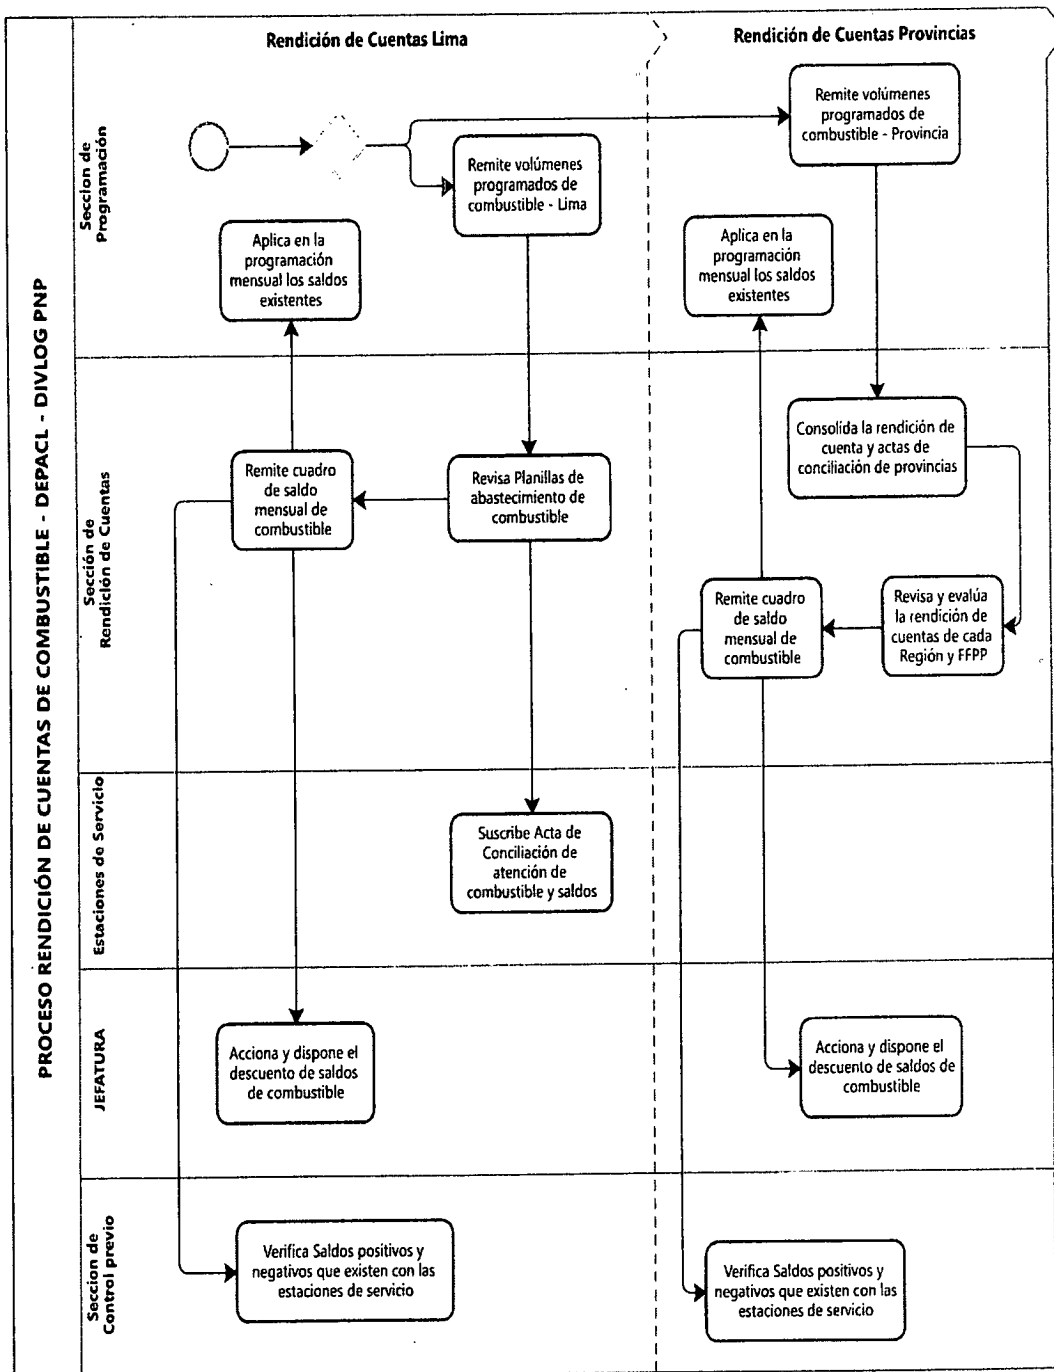 PROCESO RENDICIÓN DE CUENTAS DE COMBUSTIBLE - DEPACL - DIVLOG PNP
Rendición de Cuentas Lima
Rendición de Cuentas Provincias
Seccion de
Programación
Remite volúmenes
programados de
combustible - Lima
Remite volúmenes
programados de
combustible - Provincia
Aplica en la
programación
mensual los saldos
existentes
Aplica en la
programación
mensual los saldos
existentes
Sección de
Rendición de Cuentas
Remite cuadro
de saldo
mensual de
combustible
Revisa Planillas de
abastecimiento de
combustible
Consolida la rendición de
cuenta y actas de
conciliación de provincias
Remite cuadro
de saldo
mensual de
combustible
Revisa y evalúa
la rendición de
cuentas de cada
Región y FFPP
Estaciones de Servicio
Suscribe Acta de
Conciliación de
atención de
combustible y saldos
JEFATURA
Acciona y dispone el
descuento de saldos
de combustible
Acciona y dispone el
descuento de saldos de
combustible
Seccion de
Control previo
Verifica Saldos positivos y
negativos que existen con las
estaciones de servicio
Verifica Saldos positivos y
negativos que existen con las
estaciones de servicio